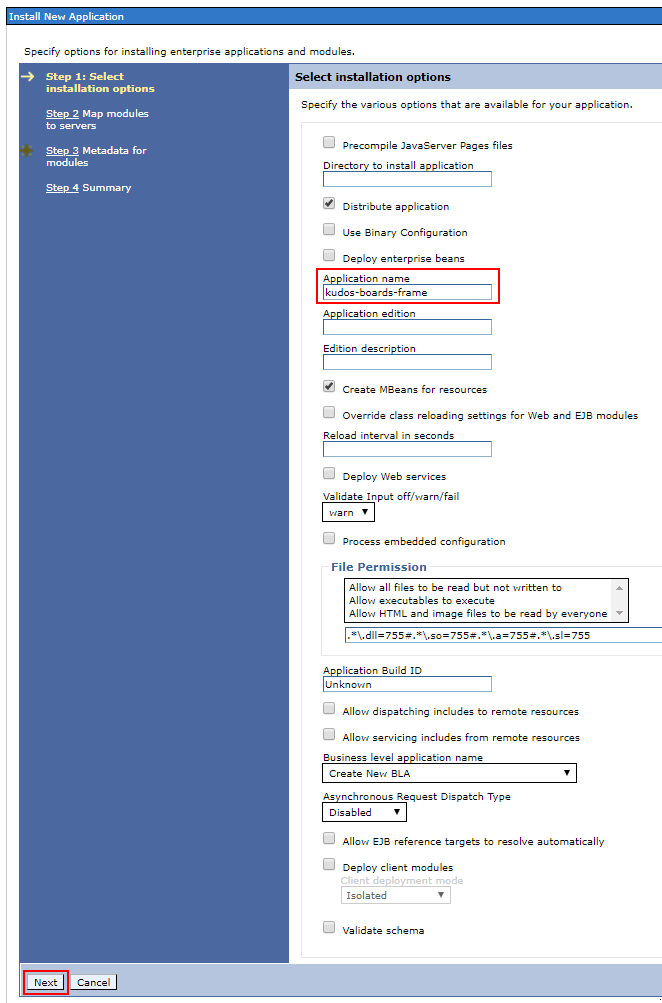 Install New Application
Specify options for installing enterprise applications and modules.
Step 1: Select
installation options
Step 2 Map modules
to servers
Step 3 Metadata for
modules
Step 4 Summary
Select installation options
Specify the various options that are available for your application.
Precompile JavaServer Pages files
Directory to install application
Distribute application
Use Binary Configuration
Deploy enterprise beans
Application name
kudos-boards-frame
Application edition
Edition description
Create MBeans for resources
Override class reloading settings for Web and EJB modules
Reload interval in seconds
Deploy Web services
Validate Input off/warn/fail
warn
Process embedded configuration
File Permission
Allow all files to be read but not written to
Allow executables to execute
Allow HTML and image files to be read by everyone
.*\.dll=755#.*\.so=755#.*\.a=755#.*\.sl=755
Application Build ID
Unknown
Allow dispatching includes to remote resources
Allow servicing includes from remote resources
Business level application name
Create New BLA
Asynchronous Request Dispatch Type
Disabled
Allow EJB reference targets to resolve automatically
Deploy client modules
Client deployment mode
Isolated
Validate schema
Next Cancel